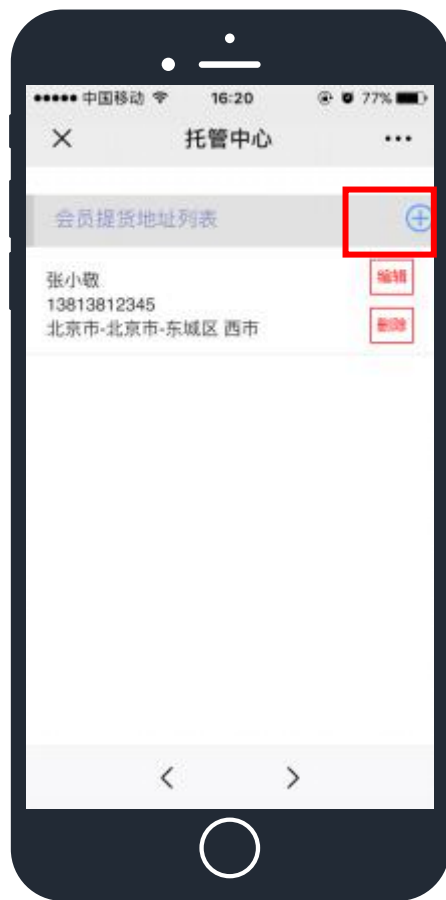 中国移动 16:20 77%
托管中心
会员提货地址列表
张小敬
编辑
13813812345
北京市-北京市-东城区 西市
删除